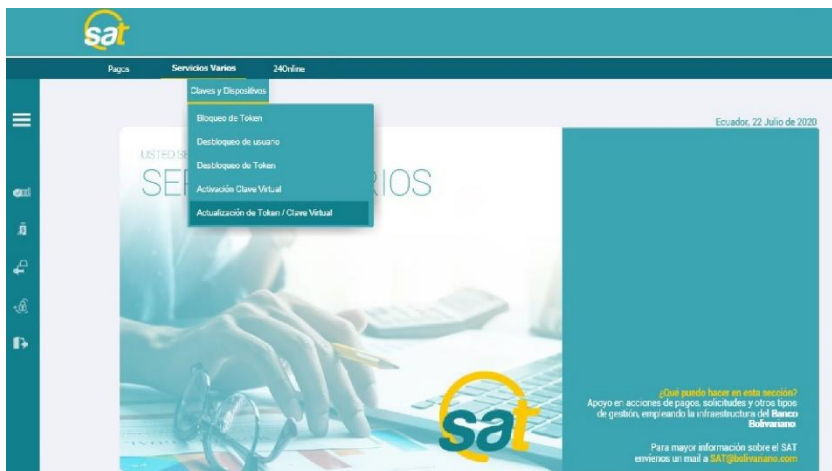 sat
Pagos Servicios Varios 24Online
Claves y Dispositivos
Bloqueo de Token
Desbloqueo de usuario
Desbloqueo de Token
Activación Clave Virtual
Actualización de Token / Clave Virtual
Ecuador, 22 Julio de 2020
USTED SE
SER IOS
sat
¿Qué puedo hacer en esta sección?
Apoyo en acciones de pagos, solicitudes y otros tipos
de gestión, empleando la infraestructura del Banco
Bolivariano
Para mayor información sobre el SAT
envíenos un mail a SAT@bolivariano.com